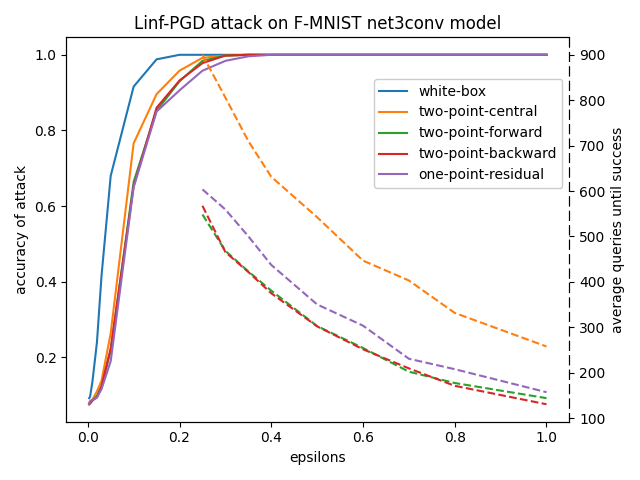 Linf-PGD attack on F-MNIST net3conv model
accuracy of attack
1.0
0.8
0.6
0.4
0.2
white-box
two-point-central
two-point-forward
two-point-backward
one-point-residual
900
800
700
600
500
400
300
200
100
average queries until success
0.0 0.2 0.4 0.6 0.8 1.0
epsilons